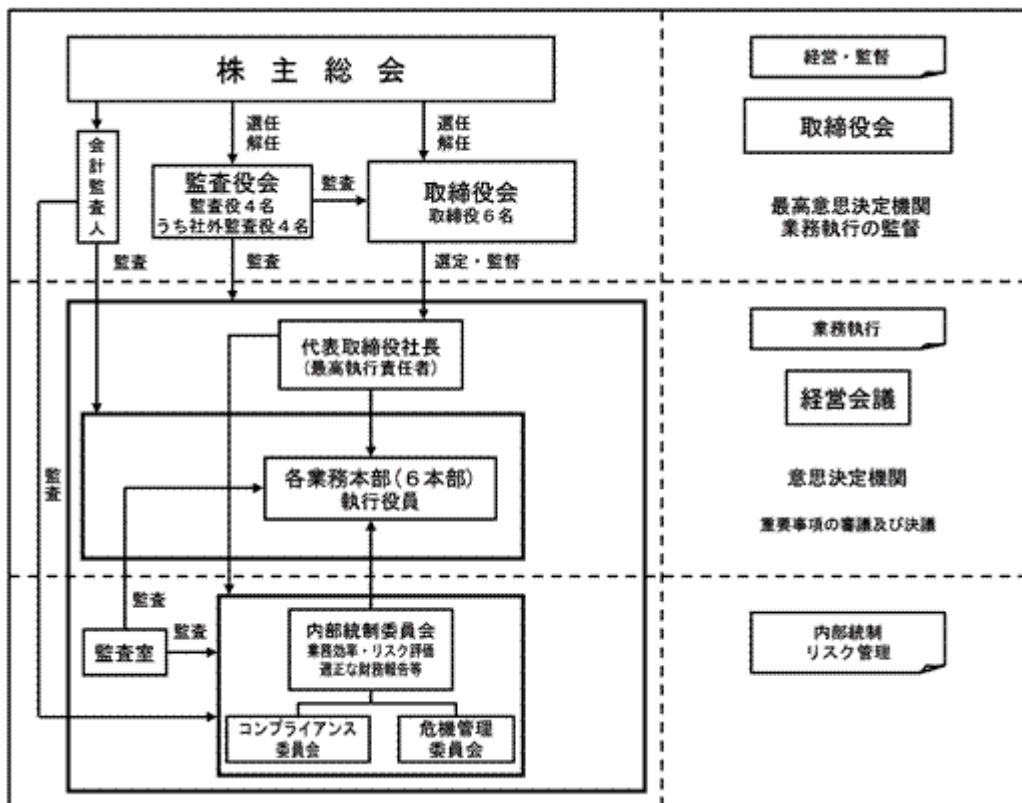 株主総会
経営・監督
取締役会
選任
解任
選任
解任
会計監査人
監査役会
監査役4名
うち社外監査役4名
監査
取締役会
取締役6名
最高意思決定機関
業務執行の監督
監査
監査
選定・監督
代表取締役社長
(最高執行責任者)
業務執行
経営会議
監査
各業務本部(6本部)
執行役員
意思決定機関
重要事項の審議及び決議
監査
監査
監査室
内部統制委員会
業務効率・リスク評価
適正な財務報告等
内部統制
リスク管理
コンプライアンス
委員会
危機管理
委員会